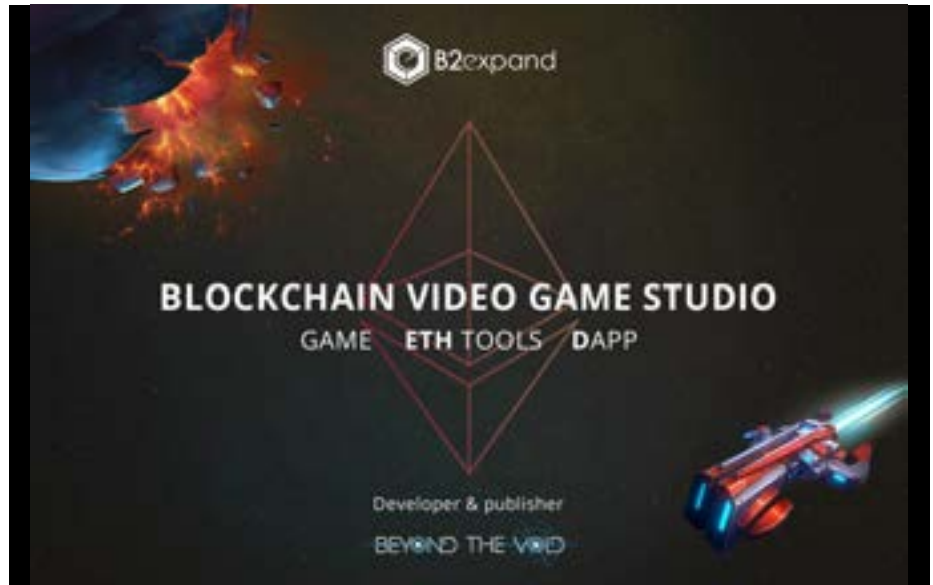 B2expand
BLOCKCHAIN VIDEO GAME STUDIO
GAME ETH TOOLS DAPP
Developer & publisher
BEYOND THE VOID